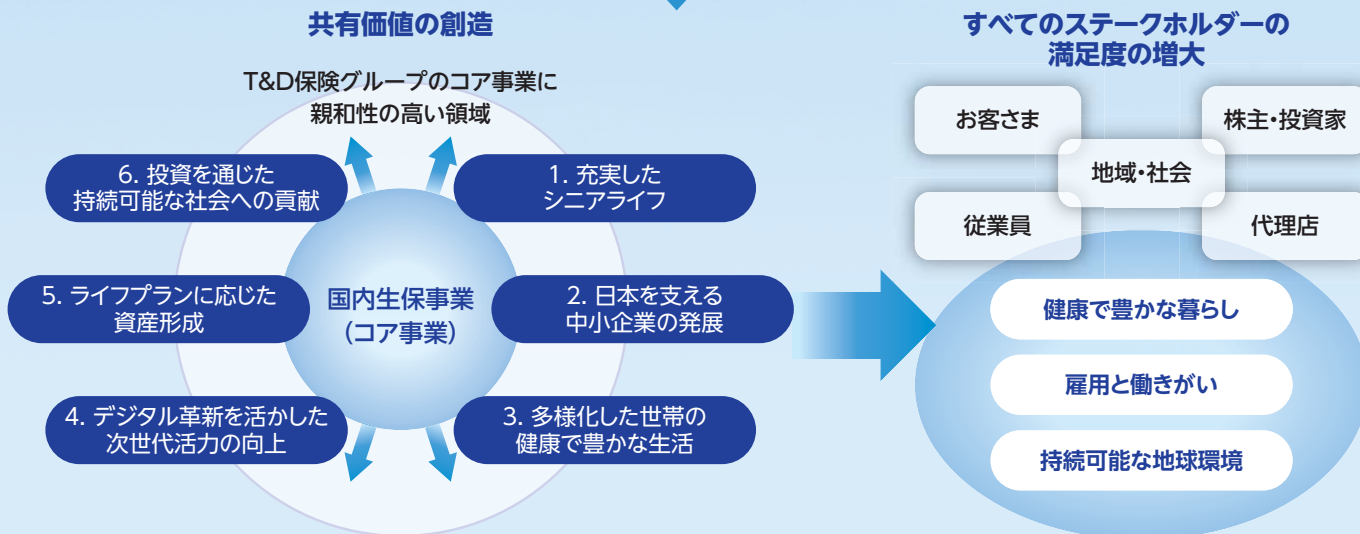 共有価値の創造
T&D保険グループのコア事業に
親和性の高い領域
1. 充実した
シニアライフ
2. 日本を支える
中小企業の発展
3. 多様化した世帯の
健康で豊かな生活
4. デジタル革新を活かした
次世代活力の向上
5. ライフプランに応じた
資産形成
6. 投資を通じた
持続可能な社会への貢献
国内生保事業
(コア事業)
すべてのステークホルダーの
満足度の増大
お客さま
株主・投資家
地域・社会
従業員
代理店
健康で豊かな暮らし
雇用と働きがい
持続可能な地球環境